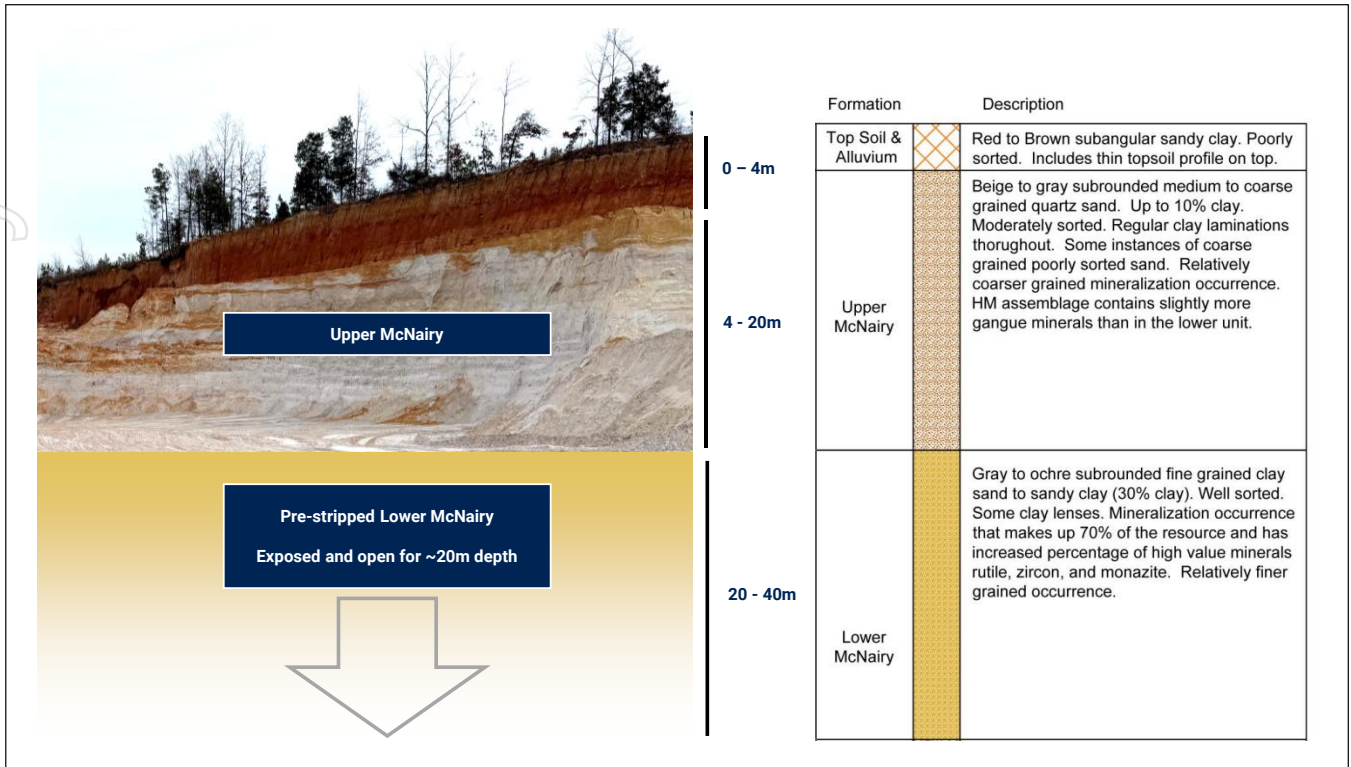 Upper McNairy
Pre-stripped Lower McNairy
Exposed and open for ~20m depth
0 – 4m
4 - 20m
20 - 40m
Formation Description
Top Soil &
Alluvium
Red to Brown subangular sandy clay. Poorly
sorted. Includes thin topsoil profile on top.
Upper
McNairy
Beige to gray subrounded medium to coarse
grained quartz sand. Up to 10% clay.
Moderately sorted. Regular clay laminations
thorughout. Some instances of coarse
grained poorly sorted sand. Relatively
coarser grained mineralization occurrence.
HM assemblage contains slightly more
gangue minerals than in the lower unit.
Lower
McNairy
Gray to ochre subrounded fine grained clay
sand to sandy clay (30% clay). Well sorted.
Some clay lenses. Mineralization occurrence
that makes up 70% of the resource and has
increased percentage of high value minerals
rutile, zircon, and monazite. Relatively finer
grained occurrence.